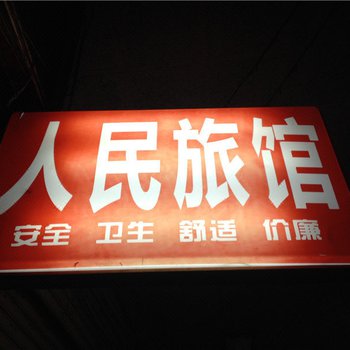 人民旅馆
安全 卫生 舒适 价廉